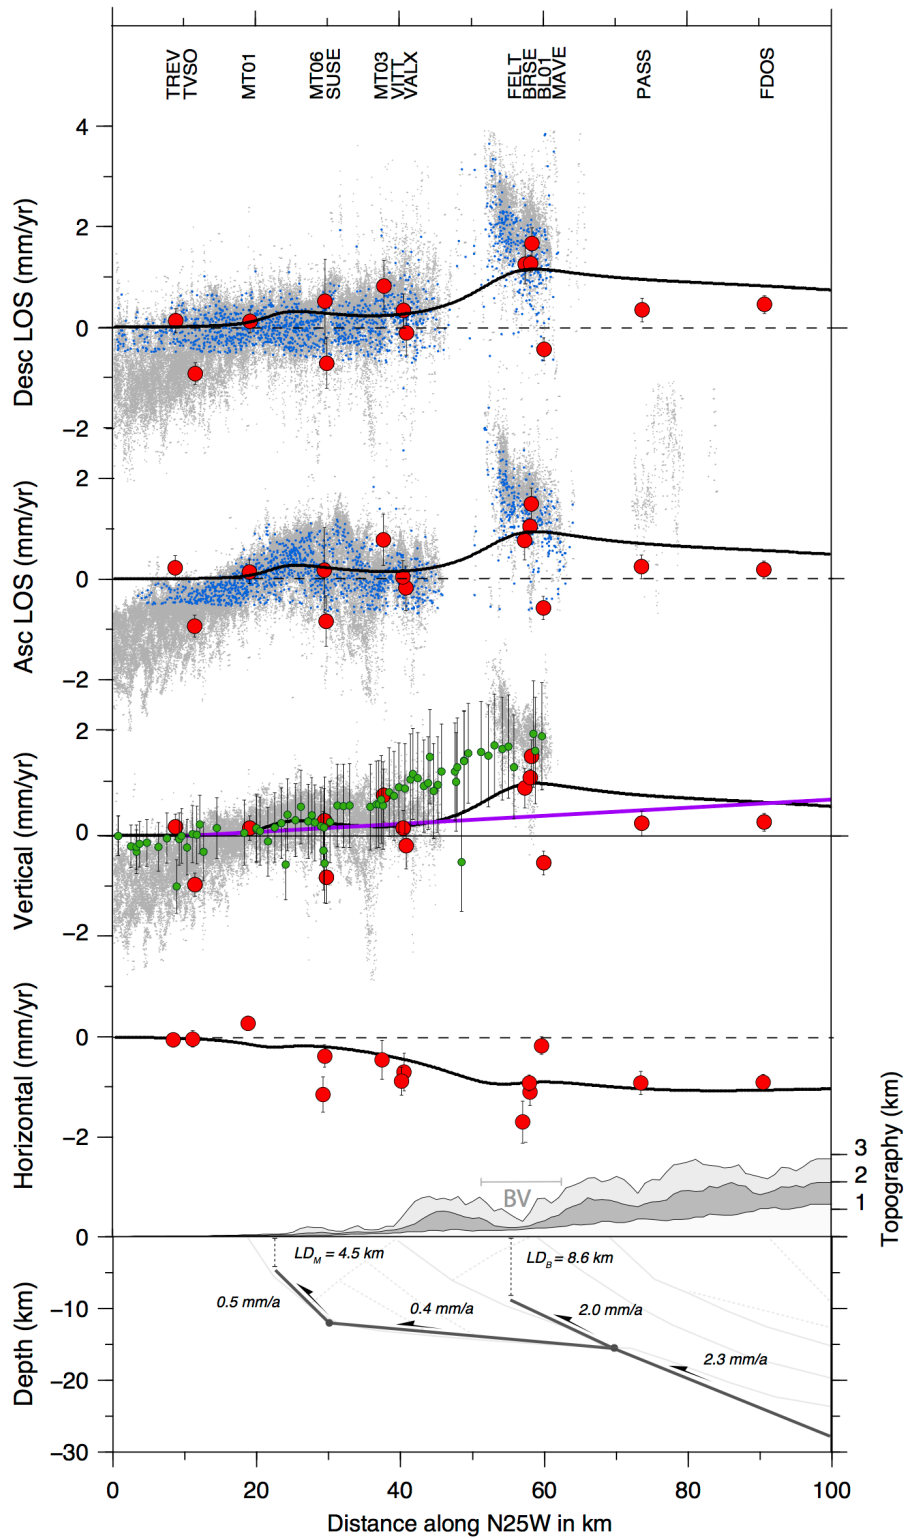 TREV
TVSO
MT01
MT06
SUSE
MT03
VITT
VALX
FELT
BRSE
BL01
MAVE
PASS
FDOS
Desc LOS (mm/yr)
4
2
0
−2
Asc LOS (mm/yr)
2
0
−2
Vertical (mm/yr)
2
0
−2
Horizontal (mm/yr)
0
−2
Topography (km)
3
2
1
BV
0
Depth (km)
−10
−20
−30
LDM = 4.5 km
LDB = 8.6 km
0.5 mm/a
0.4 mm/a
2.0 mm/a
2.3 mm/a
0 20 40 60 80 100
Distance along N25W in km